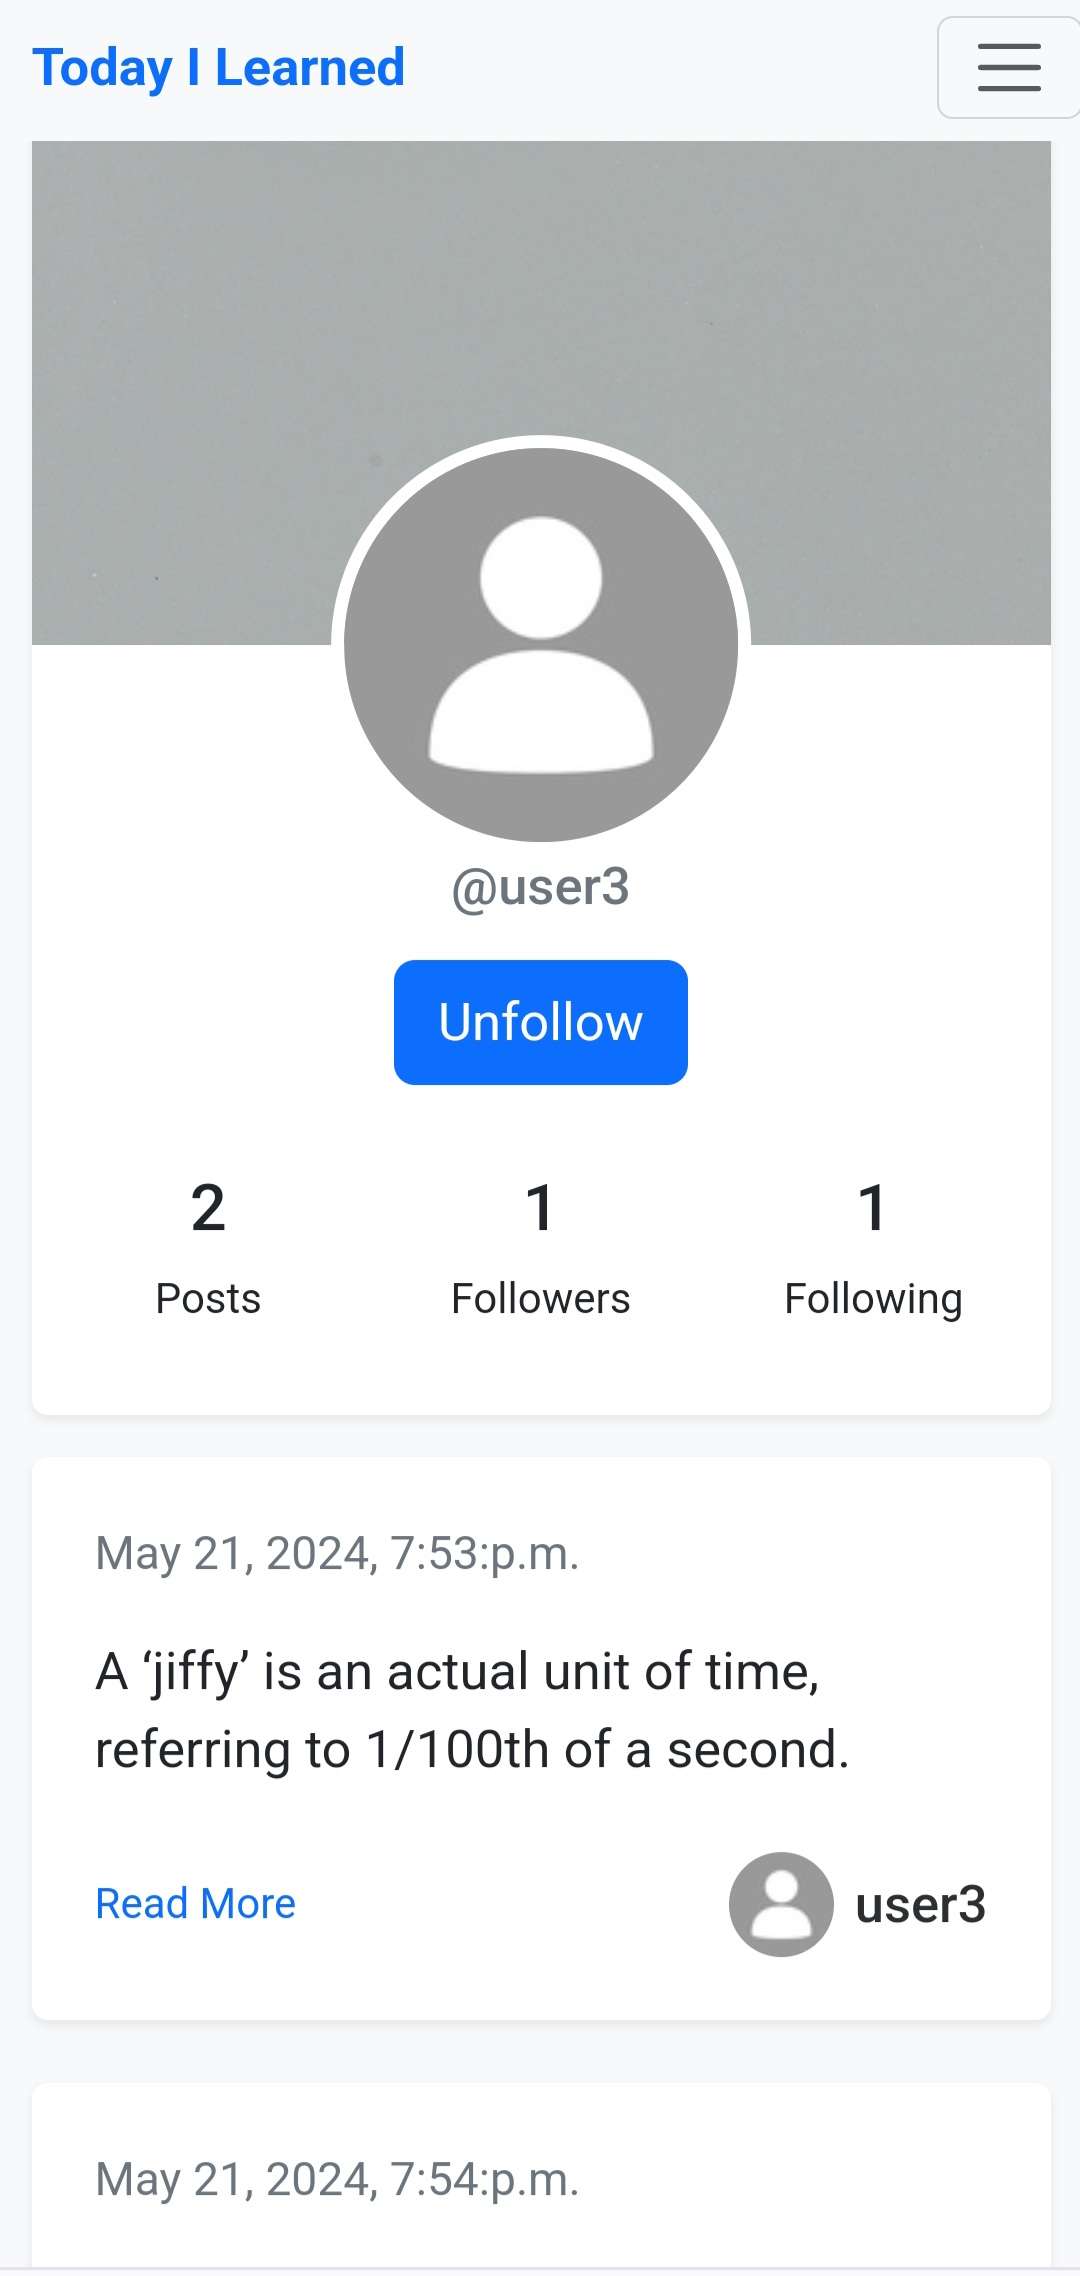 Today I Learned
@user3
Unfollow
2 1 1
Posts Followers Following
May 21, 2024, 7:53:p.m.
A ‘jiffy’ is an actual unit of time,
referring to 1/100th of a second.
Read More user3
May 21, 2024, 7:54:p.m.